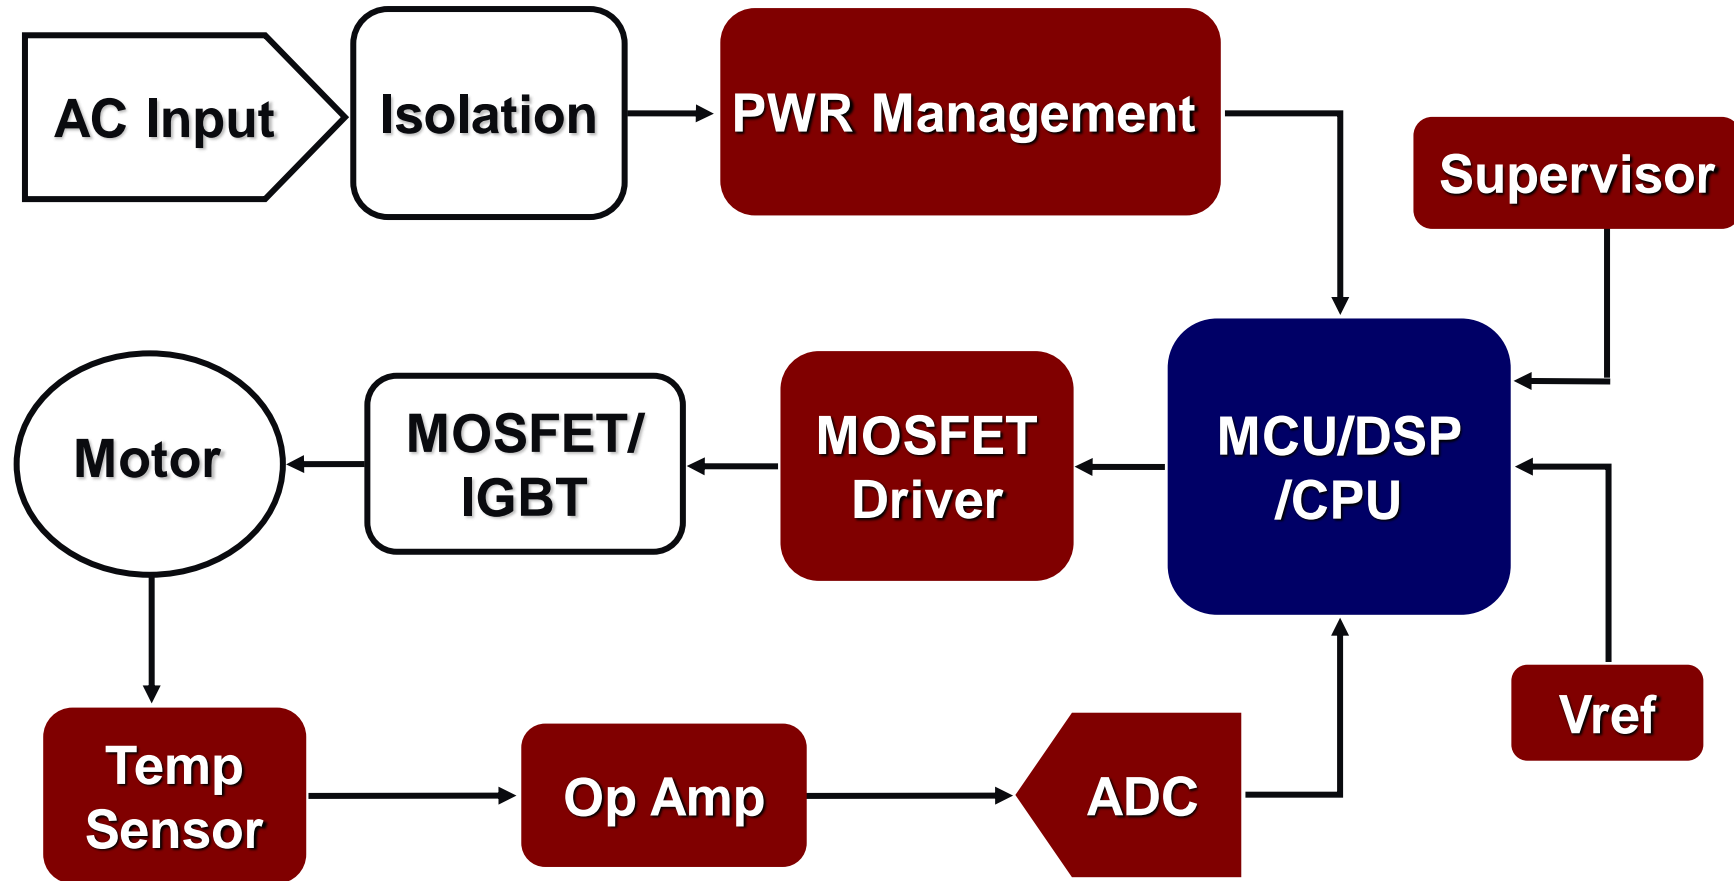 AC Input
Isolation
PWR Management
Supervisor
Motor
MOSFET/
IGBT
MOSFET
Driver
MCU/DSP
/CPU
Temp
Sensor
Op Amp
ADC
Vref